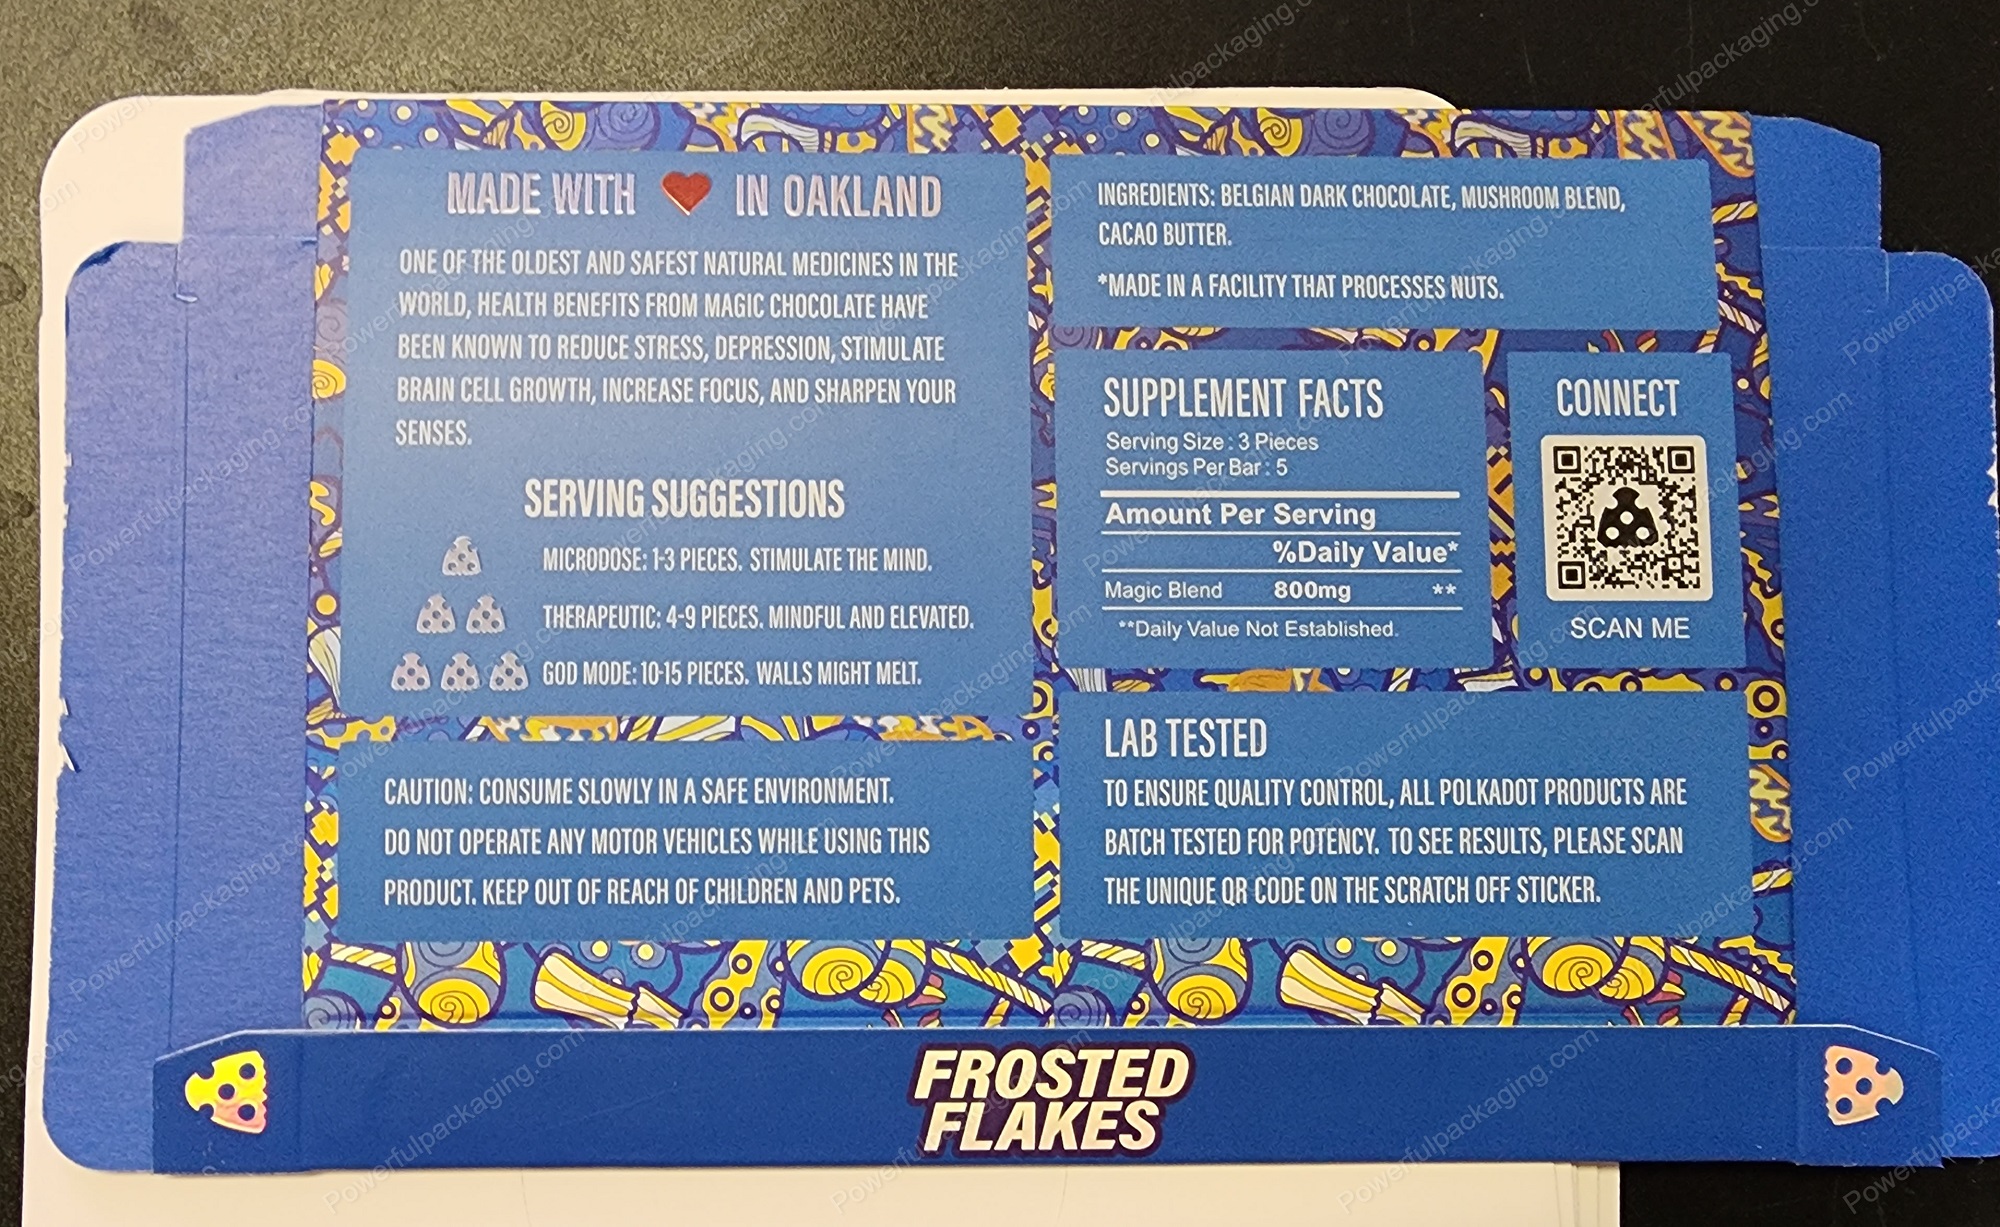 MADE WITH ❤ IN OAKLAND
ONE OF THE OLDEST AND SAFEST NATURAL MEDICINES IN THE
WORLD, HEALTH BENEFITS FROM MAGIC CHOCOLATE HAVE
BEEN KNOWN TO REDUCE STRESS, DEPRESSION, STIMULATE
BRAIN CELL GROWTH, INCREASE FOCUS, AND SHARPEN YOUR
SENSES.
SERVING SUGGESTIONS
MICRODOSE: 1-3 PIECES. STIMULATE THE MIND.
THERAPEUTIC: 4-9 PIECES. MINDFUL AND ELEVATED.
GOD MODE: 10-15 PIECES. WALLS MIGHT MELT.
CAUTION: CONSUME SLOWLY IN A SAFE ENVIRONMENT.
DO NOT OPERATE ANY MOTOR VEHICLES WHILE USING THIS
PRODUCT. KEEP OUT OF REACH OF CHILDREN AND PETS.
INGREDIENTS: BELGIAN DARK CHOCOLATE, MUSHROOM BLEND,
CACAO BUTTER.
*MADE IN A FACILITY THAT PROCESSES NUTS.
SUPPLEMENT FACTS
Serving Size : 3 Pieces
Servings Per Bar : 5
Amount Per Serving
%Daily Value*
Magic Blend 800mg **
**Daily Value Not Established.
CONNECT
SCAN ME
LAB TESTED
TO ENSURE QUALITY CONTROL, ALL POLKADOT PRODUCTS ARE
BATCH TESTED FOR POTENCY. TO SEE RESULTS, PLEASE SCAN
THE UNIQUE QR CODE ON THE SCRATCH OFF STICKER.
FROSTED
FLAKES
Powerfulpackaging.com